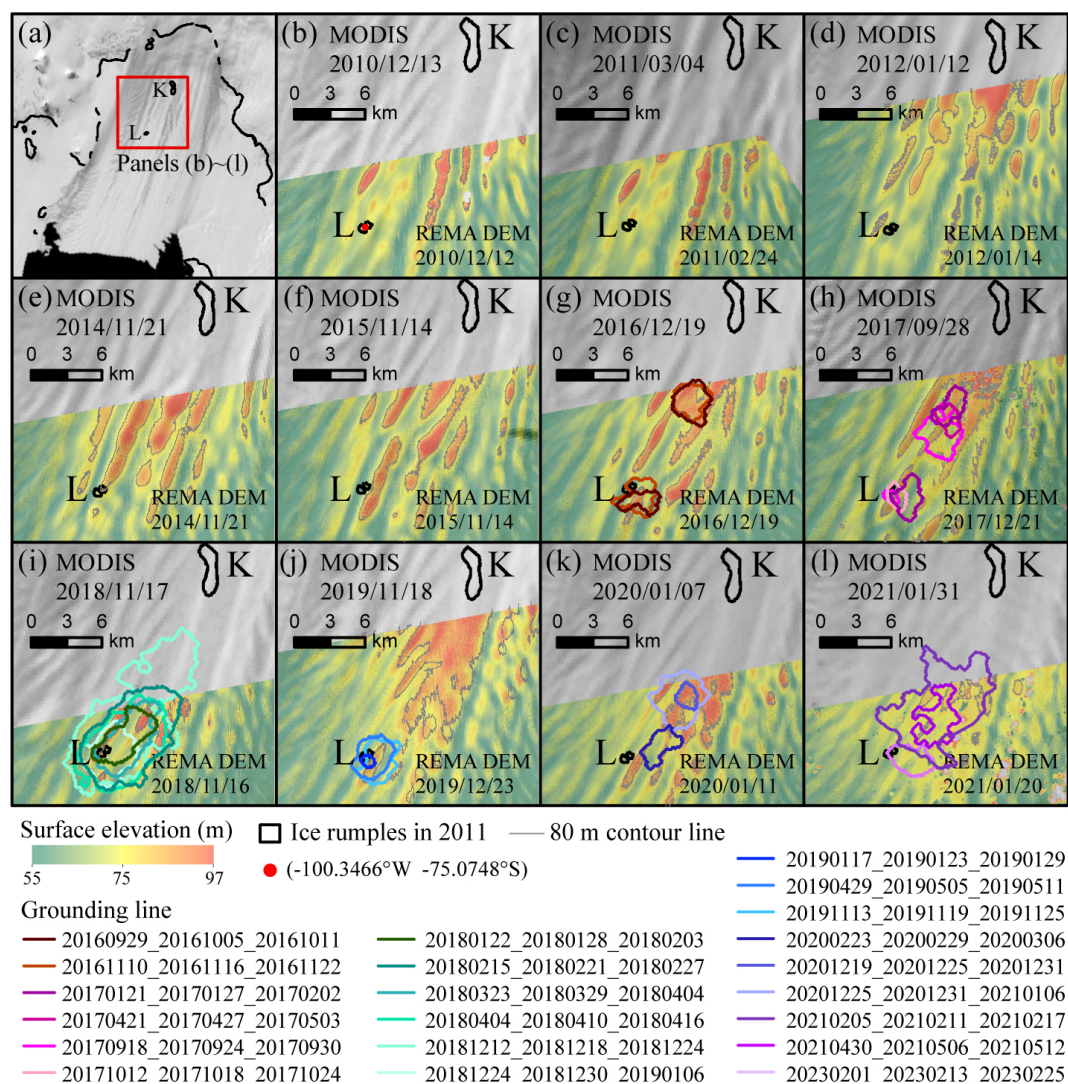 (a)
K
L
Panels (b)~(l)
(b) MODIS K
2010/12/13
0 3 6
km
L
REMA DEM
2010/12/12
(c) MODIS K
2011/03/04
0 3 6
km
L
REMA DEM
2011/02/24
(d) MODIS K
2012/01/12
0 3 6
km
L
REMA DEM
2012/01/14
(e) MODIS K
2014/11/21
0 3 6
km
L
REMA DEM
2014/11/21
(f) MODIS K
2015/11/14
0 3 6
km
L
REMA DEM
2015/11/14
(g) MODIS K
2016/12/19
0 3 6
km
L
REMA DEM
2016/12/19
(h) MODIS K
2017/09/28
0 3 6
km
L
REMA DEM
2017/12/21
(i) MODIS K
2018/11/17
0 3 6
km
L
REMA DEM
2018/11/16
(j) MODIS K
2019/11/18
0 3 6
km
L
REMA DEM
2019/12/23
(k) MODIS K
2020/01/07
0 3 6
km
L
REMA DEM
2020/01/11
(l) MODIS K
2021/01/31
0 3 6
km
L
REMA DEM
2021/01/20
Surface elevation (m)
55 75 97
Ice rumples in 2011
80 m contour line
(-100.3466°W -75.0748°S)
Grounding line
20160929_20161005_20161011
20161110_20161116_20161122
20170121_20170127_20170202
20170421_20170427_20170503
20170918_20170924_20170930
20171012_20171018_20171024
20180122_20180128_20180203
20180215_20180221_20180227
20180323_20180329_20180404
20180404_20180410_20180416
20181212_20181218_20181224
20181224_20181230_20190106
20190117_20190123_20190129
20190429_20190505_20190511
20191113_20191119_20191125
20200223_20200229_20200306
20201219_20201225_20201231
20201225_20201231_20210106
20210205_20210211_20210217
20210430_20210506_20210512
20230201_20230213_20230225